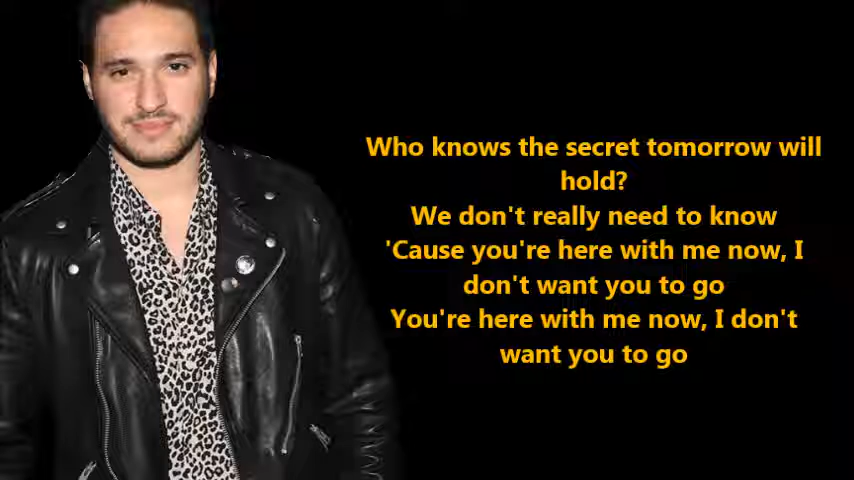 Who knows the secret tomorrow will
hold?
We don't really need to know
'Cause you're here with me now, I
don't want you to go
You're here with me now, I don't
want you to go